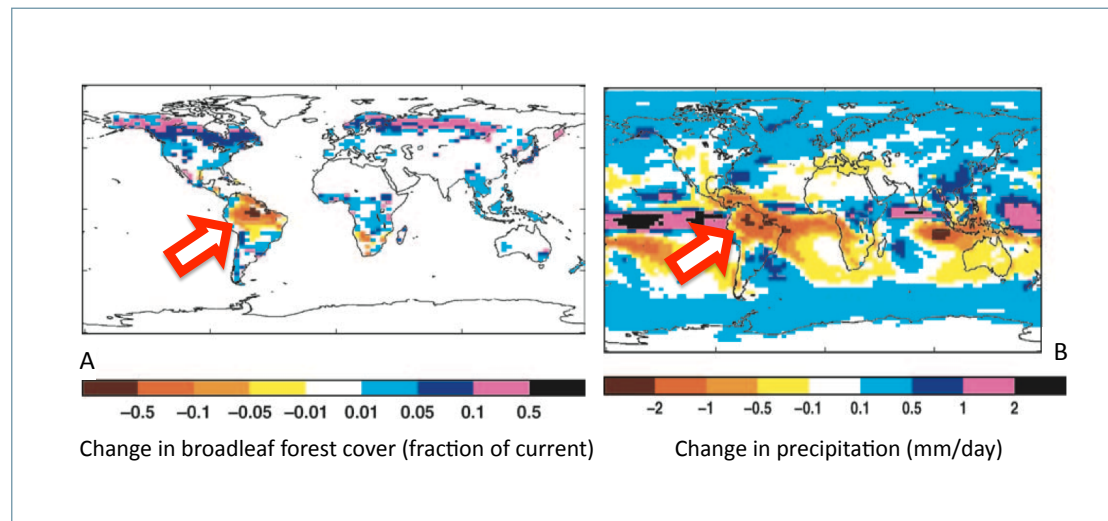 A
B
−0.5 −0.1 −0.05 −0.01 0.01 0.05 0.1 0.5
−2 −1 −0.5 −0.1 0.1 0.5 1 2
Change in broadleaf forest cover (fraction of current)
Change in precipitation (mm/day)